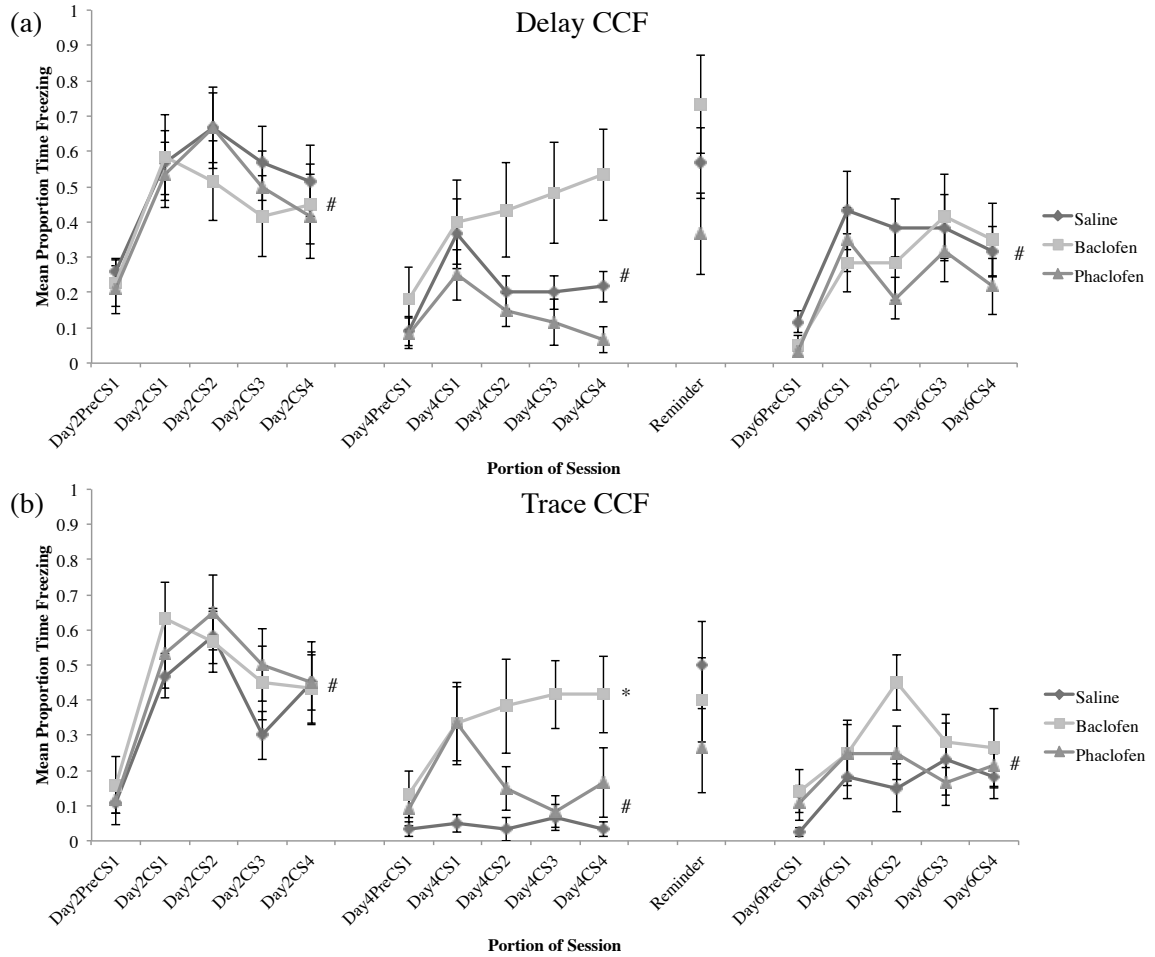 (a)
Delay CCF
Mean Proportion Time Freezing
1
0.9
0.8
0.7
0.6
0.5
0.4
0.3
0.2
0.1
0
#
#
#
Saline
Baclofen
Phaclofen
Day2PreCS1
Day2CS1
Day2CS2
Day2CS3
Day2CS4
Day4PreCS1
Day4CS1
Day4CS2
Day4CS3
Day4CS4
Reminder
Day6PreCS1
Day6CS1
Day6CS2
Day6CS3
Day6CS4
Portion of Session
(b)
Trace CCF
Mean Proportion Time Freezing
1
0.9
0.8
0.7
0.6
0.5
0.4
0.3
0.2
0.1
0
#
*
#
#
Saline
Baclofen
Phaclofen
Day2PreCS1
Day2CS1
Day2CS2
Day2CS3
Day2CS4
Day4PreCS1
Day4CS1
Day4CS2
Day4CS3
Day4CS4
Reminder
Day6PreCS1
Day6CS1
Day6CS2
Day6CS3
Day6CS4
Portion of Session